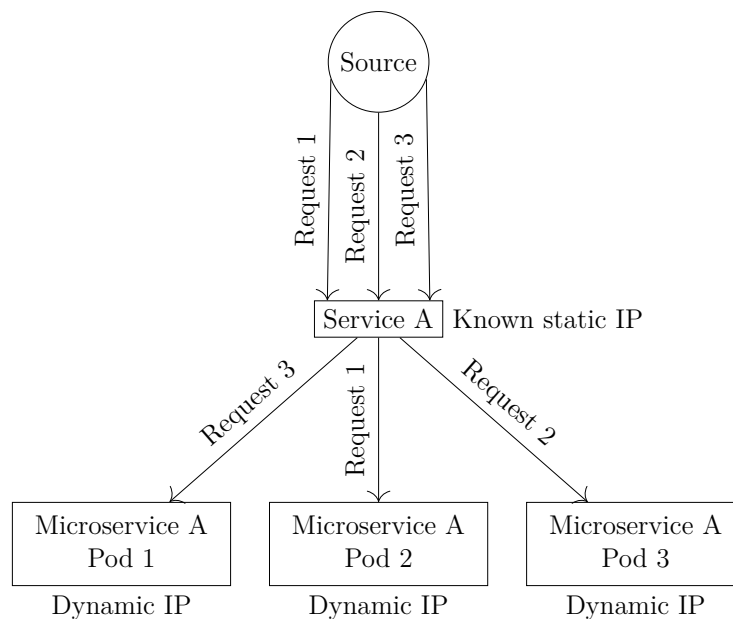 Source
Request 1
Request 2
Request 3
Service A
Known static IP
Request 3
Request 1
Request 2
Microservice A
Pod 1
Microservice A
Pod 2
Microservice A
Pod 3
Dynamic IP
Dynamic IP
Dynamic IP